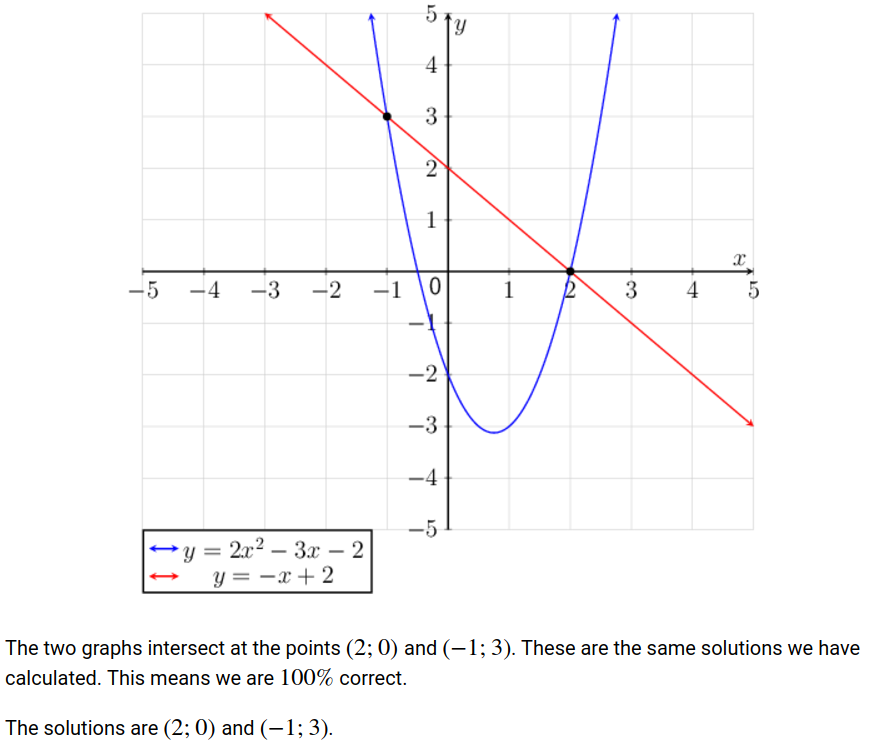 5
y
4
3
2
1
x
−5 −4 −3 −2 −1 0 1 2 3 4 5
−1
−2
−3
−4
−5
y = 2x² − 3x − 2
y = −x + 2
The two graphs intersect at the points (2; 0) and (−1; 3). These are the same solutions we have
calculated. This means we are 100% correct.
The solutions are (2; 0) and (−1; 3).